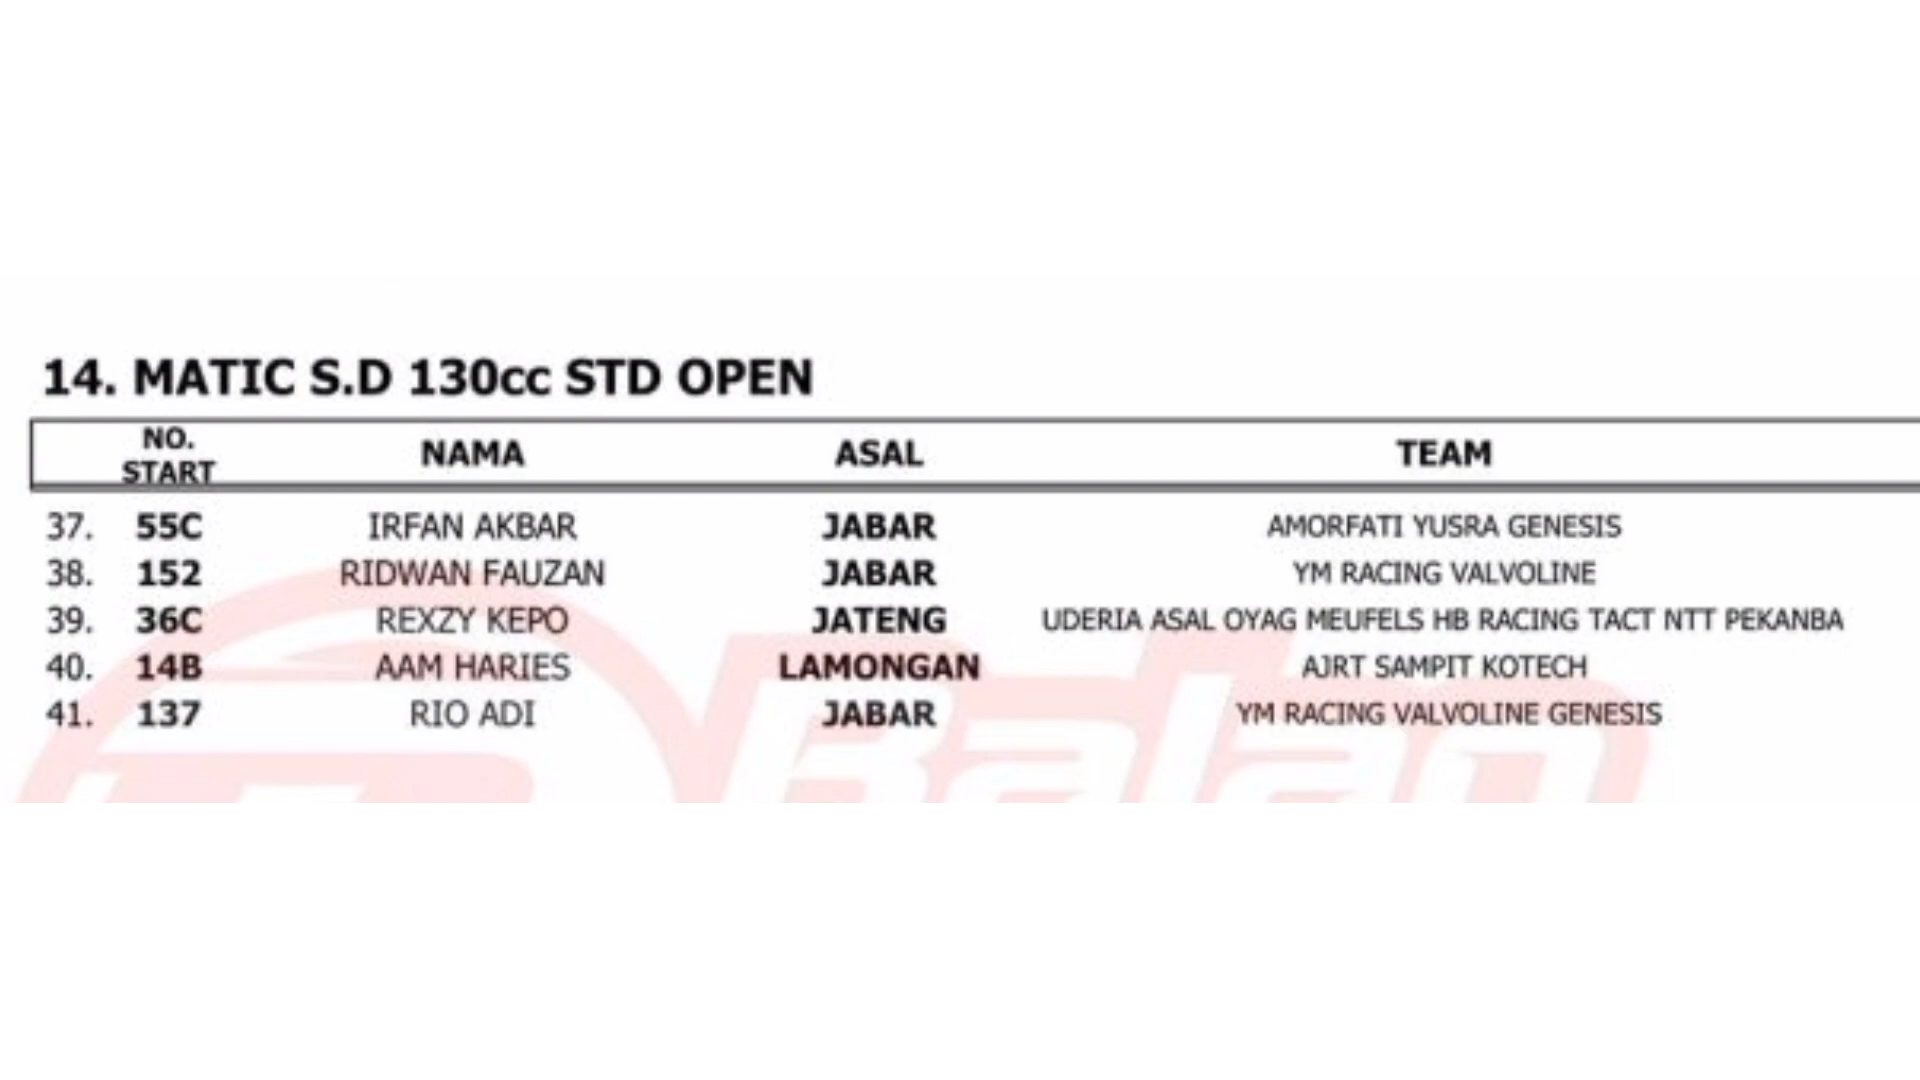 14. MATIC S.D 130cc STD OPEN
NO. START NAMA ASAL TEAM
37. 55C IRFAN AKBAR JABAR AMORFATI YUSRA GENESIS
38. 152 RIDWAN FAUZAN JABAR YM RACING VALVOLINE
39. 36C REXZY KEPO JATENG UDERIA ASAL OYAG MEUFELS HB RACING TACT NTT PEKANBA
40. 14B AAM HARIES LAMONGAN AJRT SAMPIT KOTECH
41. 137 RIO ADI JABAR YM RACING VALVOLINE GENESIS